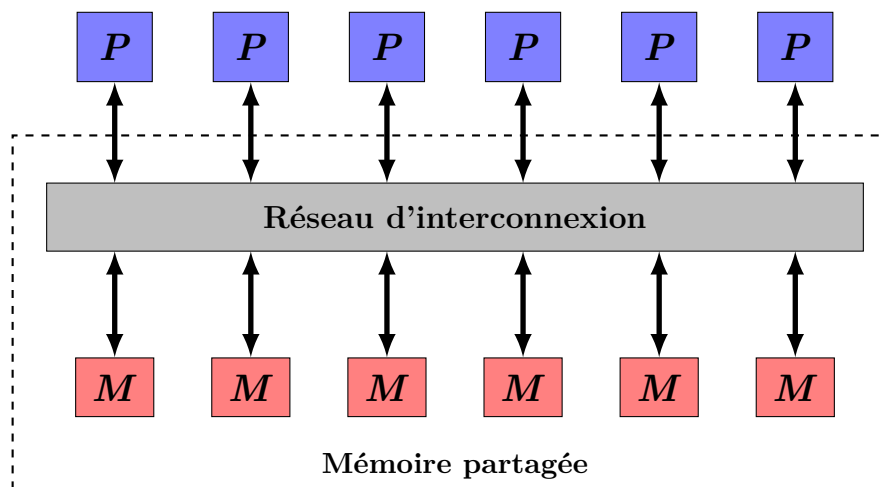 P P P P P P
Réseau d'interconnexion
M M M M M M
Mémoire partagée